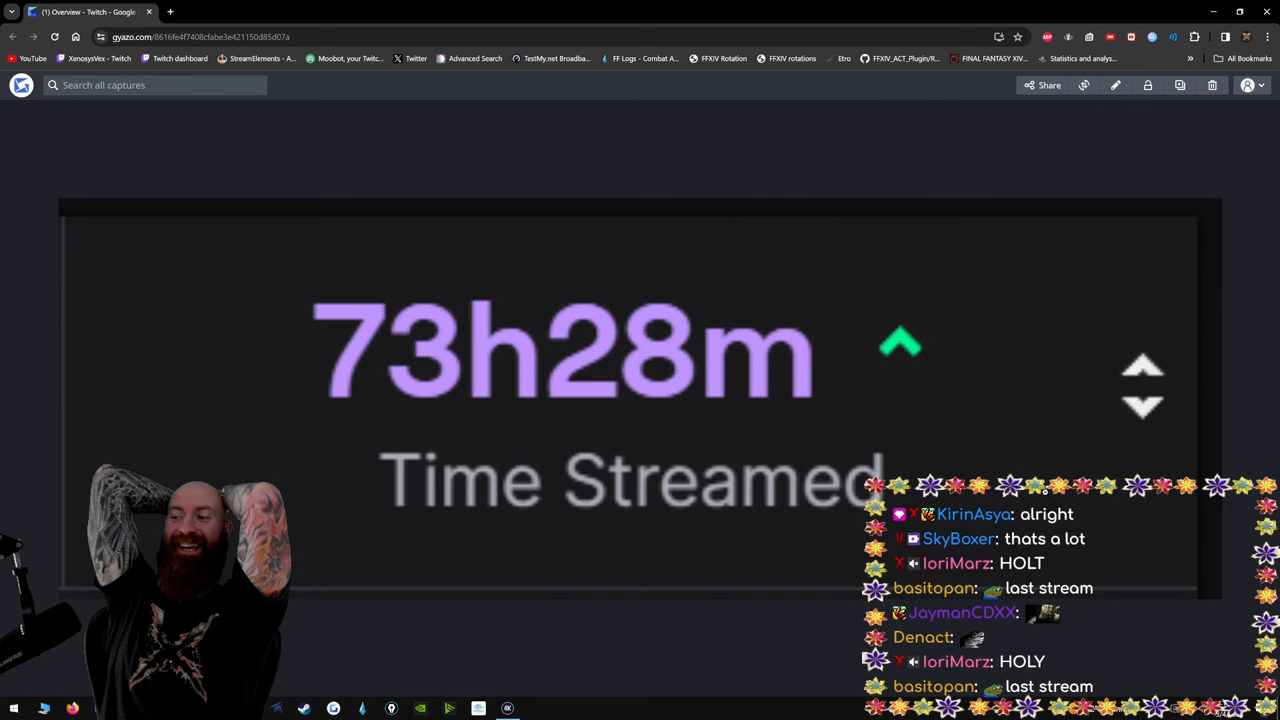 (1) Overview - Twitch - Google
gyazo.com/8616fe4f7408cfabe3e421150d85d07a
YouTube
XenosysVex - Twitch
Twitch dashboard
StreamElements - A...
Moobot, your Twitc...
Twitter
Advanced Search
TestMy.net Broadba...
FF Logs - Combat A...
FFXIV Rotation
FFXIV rotations
Etro
FFXIV_ACT_Plugin/R...
FINAL FANTASY XIV...
Statistics and analys...
All Bookmarks
Search all captures
Share
73h28m
Time Streamed
KirinAsya: alright
SkyBoxer: thats a lot
IoriMarz: HOLT
basitopan: last stream
JaymanCDXX:
Denact:
IoriMarz: HOLY
basitopan: last stream